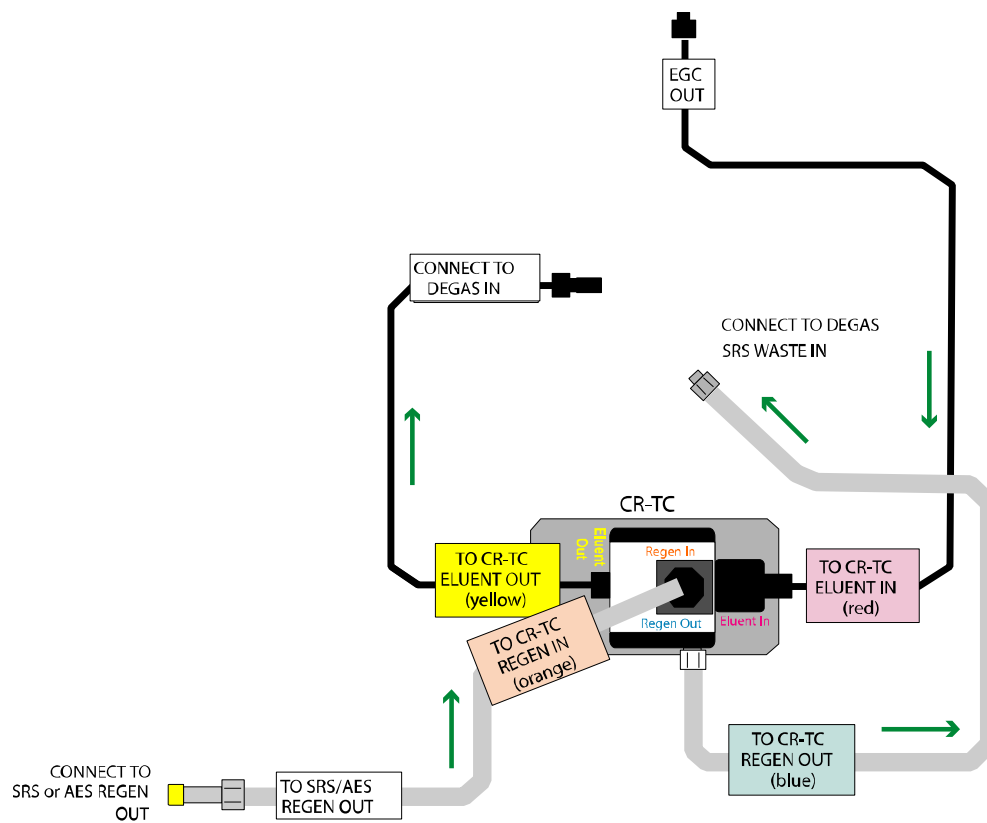 EGC
OUT
CONNECT TO
DEGAS IN
CONNECT TO DEGAS
SRS WASTE IN
CR-TC
Eluent
Out
Regen In
TO CR-TC
ELUENT OUT
(yellow)
TO CR-TC
ELUENT IN
(red)
Regen Out
Eluent In
TO CR-TC
REGEN IN
(orange)
TO CR-TC
REGEN OUT
(blue)
CONNECT TO
SRS or AES REGEN
OUT
TO SRS/AES
REGEN OUT